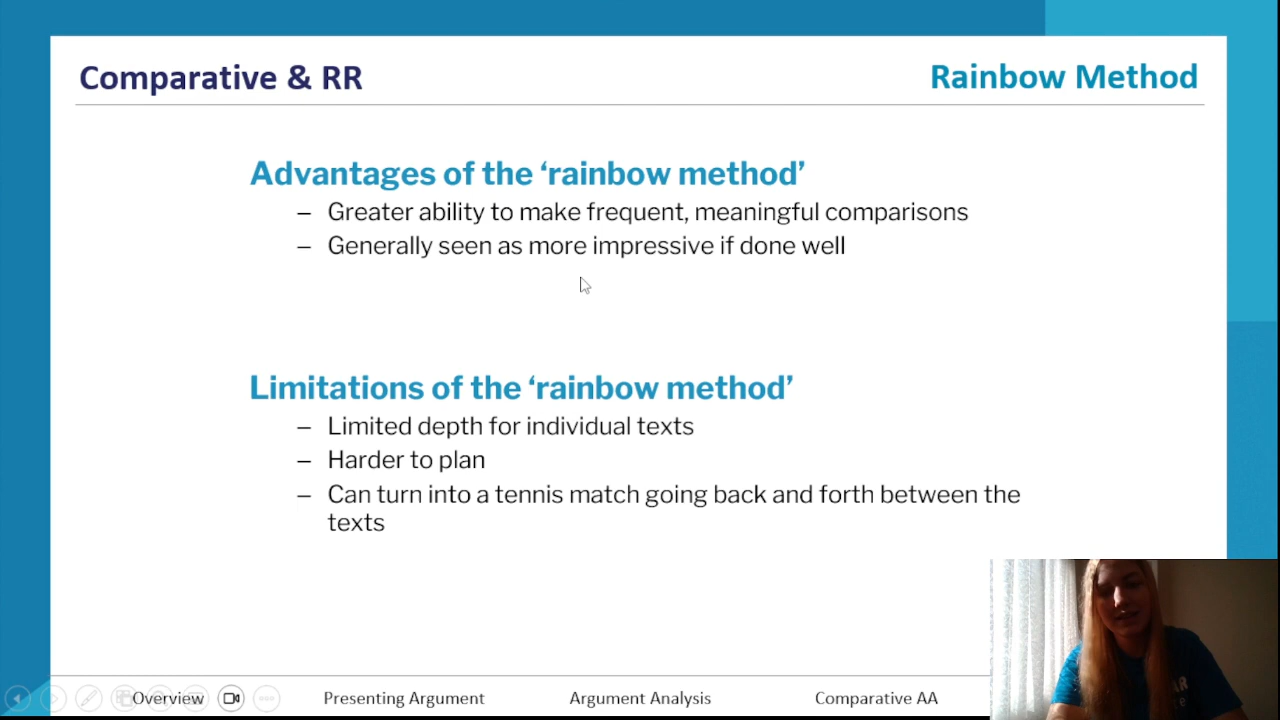 Comparative & RR
Rainbow Method
Advantages of the ‘rainbow method’
– Greater ability to make frequent, meaningful comparisons
– Generally seen as more impressive if done well
Limitations of the ‘rainbow method’
– Limited depth for individual texts
– Harder to plan
– Can turn into a tennis match going back and forth between the
texts
Overview
Presenting Argument
Argument Analysis
Comparative AA